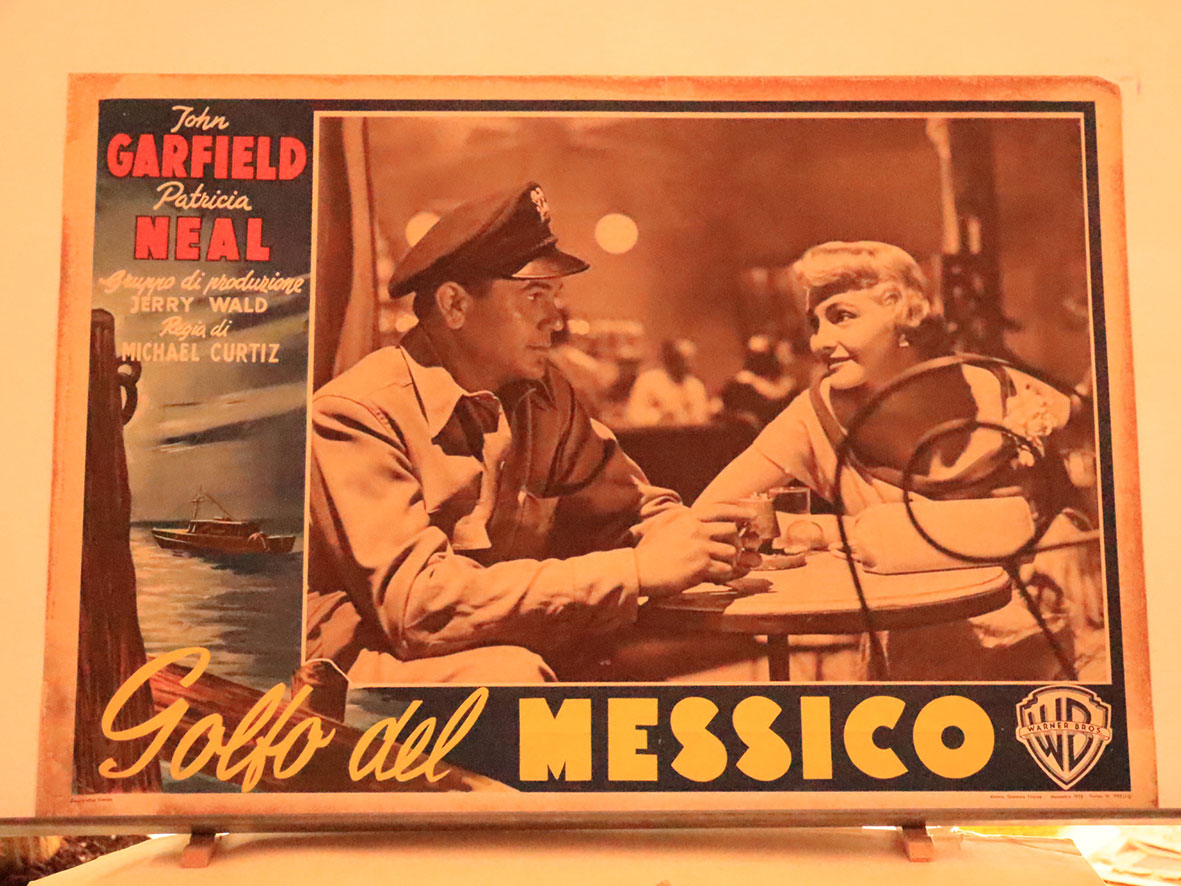 John
GARFIELD
Patricia
NEAL
Gruppo di produzione
JERRY WALD
Regia di
MICHAEL CURTIZ
Golfo del MESSICO
WARNER BROS.
WB